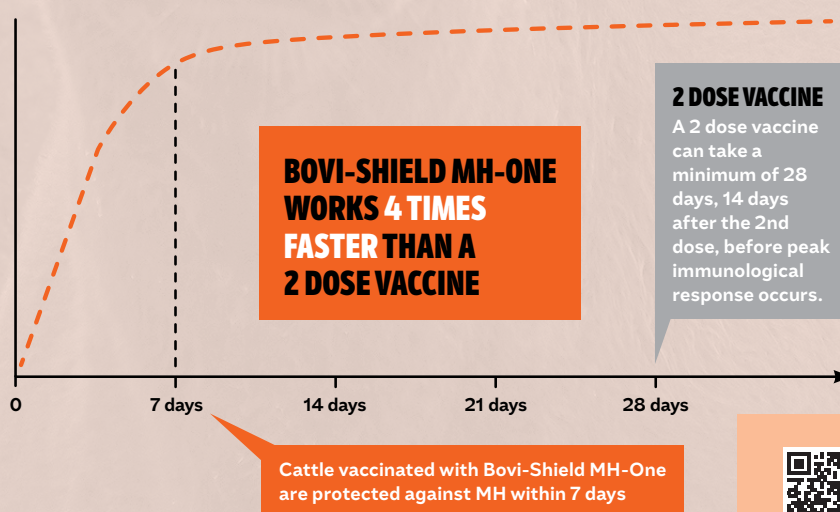 2 DOSE VACCINE
A 2 dose vaccine
can take a
minimum of 28
days, 14 days
after the 2nd
dose, before peak
immunological
response occurs.
BOVI-SHIELD MH-ONE
WORKS 4 TIMES
FASTER THAN A
2 DOSE VACCINE
0 7 days 14 days 21 days 28 days
Cattle vaccinated with Bovi-Shield MH-One
are protected against MH within 7 days